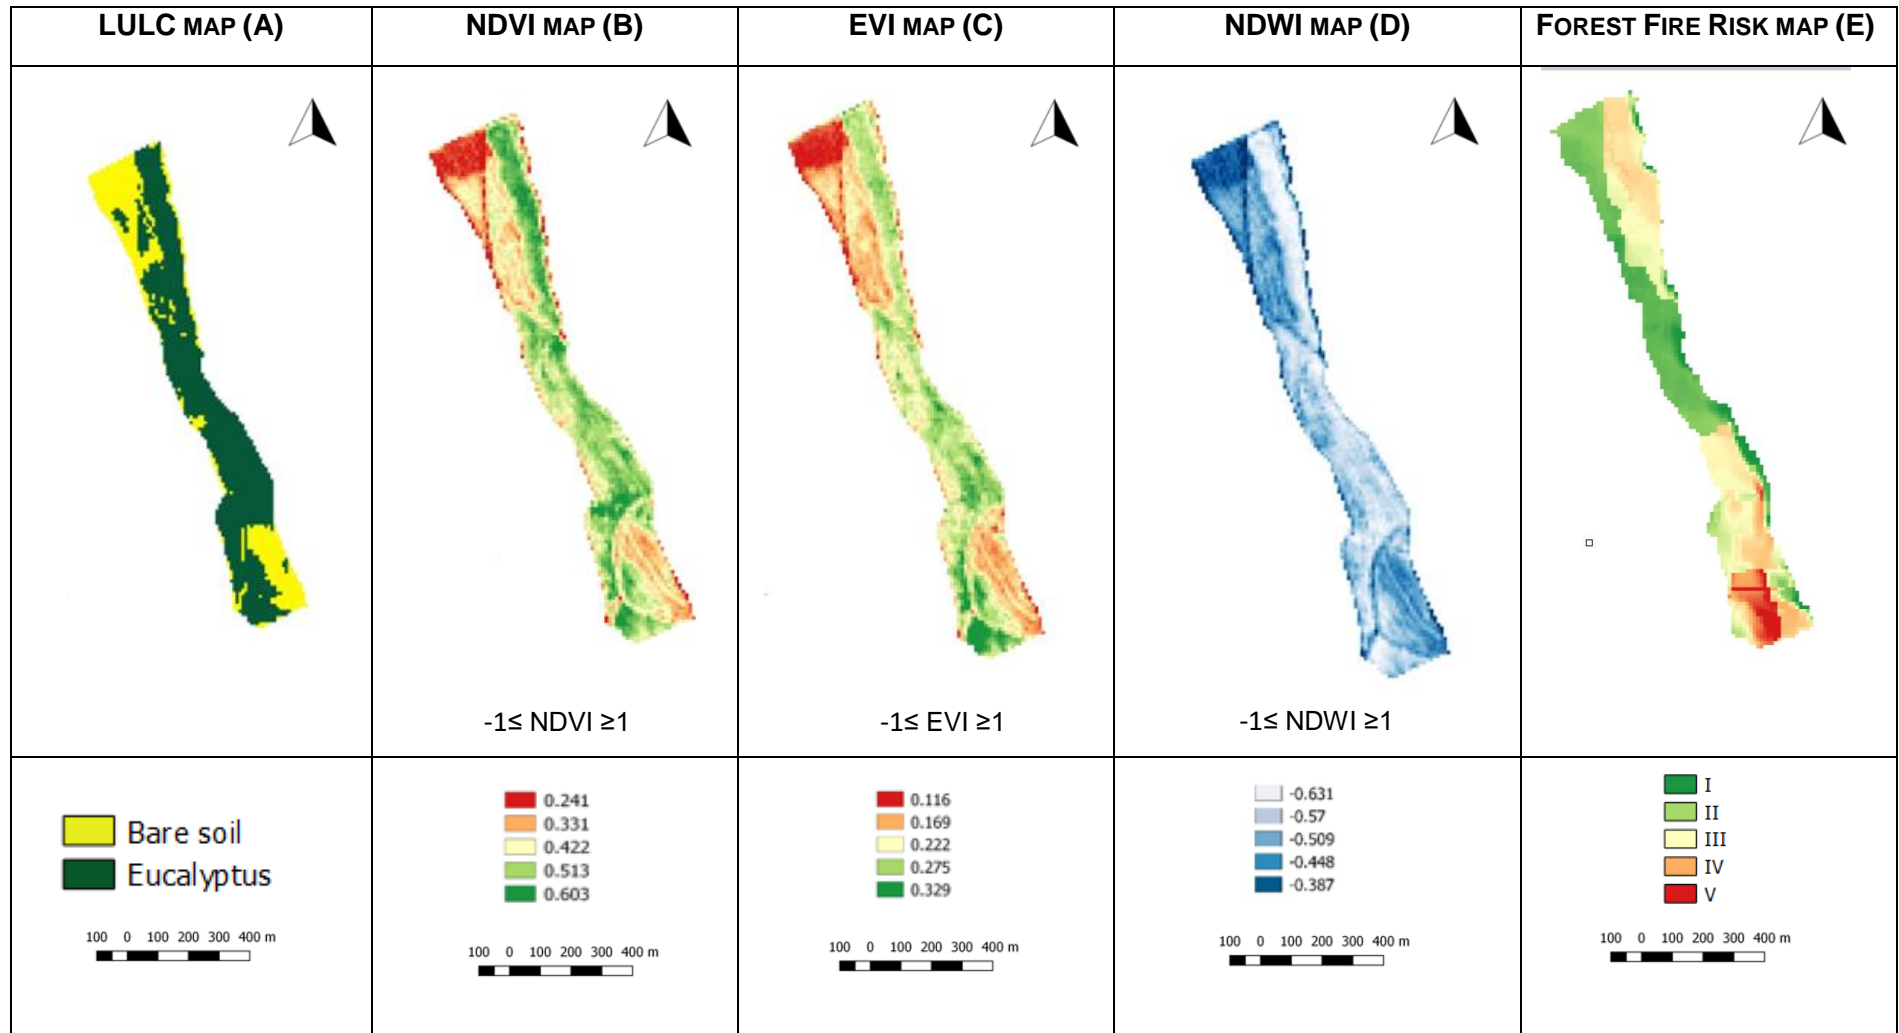 LULC MAP (A)
NDVI MAP (B)
EVI MAP (C)
NDWI MAP (D)
FOREST FIRE RISK MAP (E)
-1≤ NDVI ≥1
-1≤ EVI ≥1
-1≤ NDWI ≥1
Bare soil
Eucalyptus
100 0 100 200 300 400 m
0.241
0.331
0.422
0.513
0.603
100 0 100 200 300 400 m
0.116
0.169
0.222
0.275
0.329
100 0 100 200 300 400 m
-0.631
-0.57
-0.509
-0.448
-0.387
100 0 100 200 300 400 m
I
II
III
IV
V
100 0 100 200 300 400 m